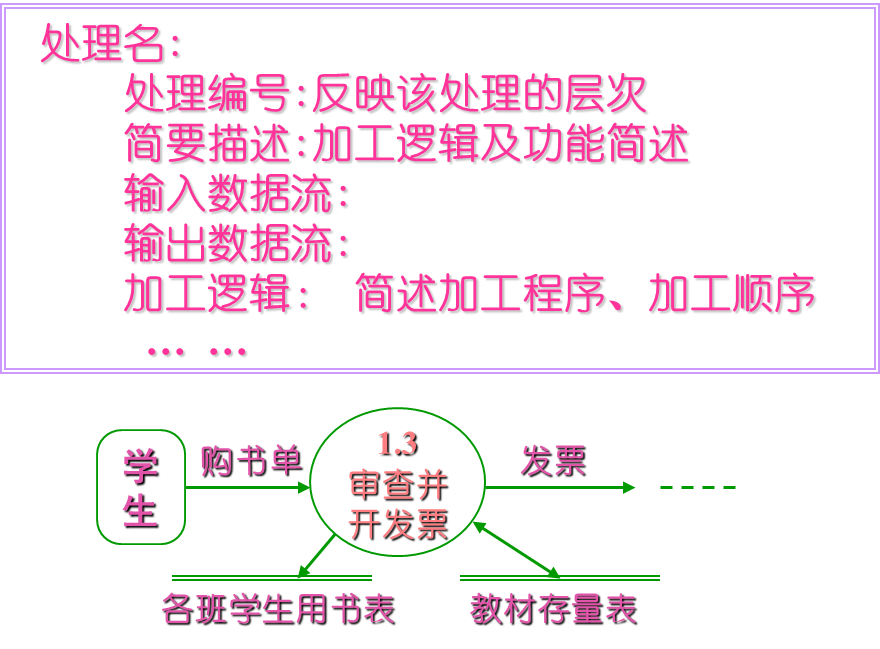 处理名：
处理编号：反映该处理的层次
简要描述：加工逻辑及功能简述
输入数据流：
输出数据流：
加工逻辑： 简述加工程序、加工顺序
… …
学生
购书单
1.3
审查并
开发票
发票
各班学生用书表
教材存量表